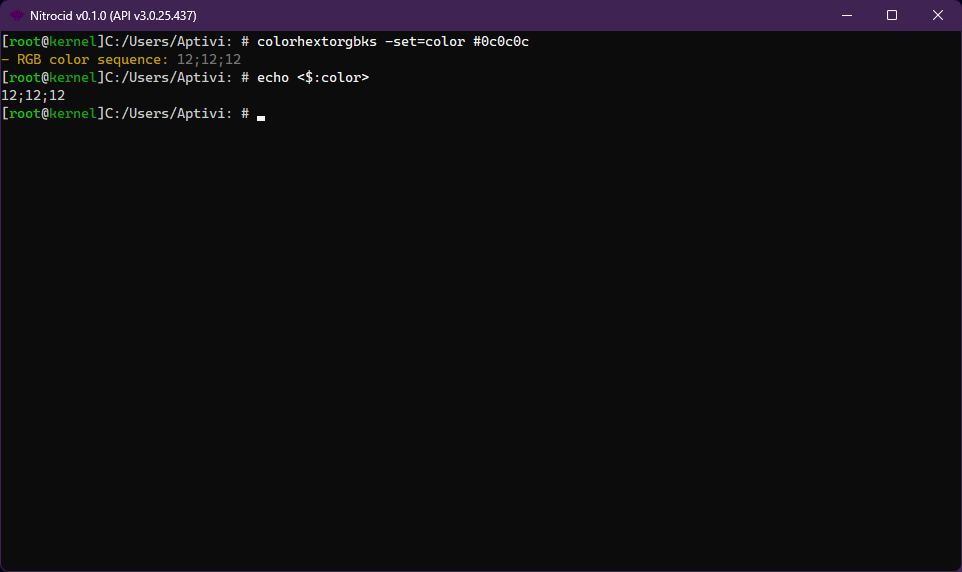 Nitrocid v0.1.0 (API v3.0.25.437)
[root@kernel]C:/Users/Aptivi: # colorhextorgbks -set=color #0c0c0c
- RGB color sequence: 12;12;12
[root@kernel]C:/Users/Aptivi: # echo <$:color>
12;12;12
[root@kernel]C:/Users/Aptivi: #